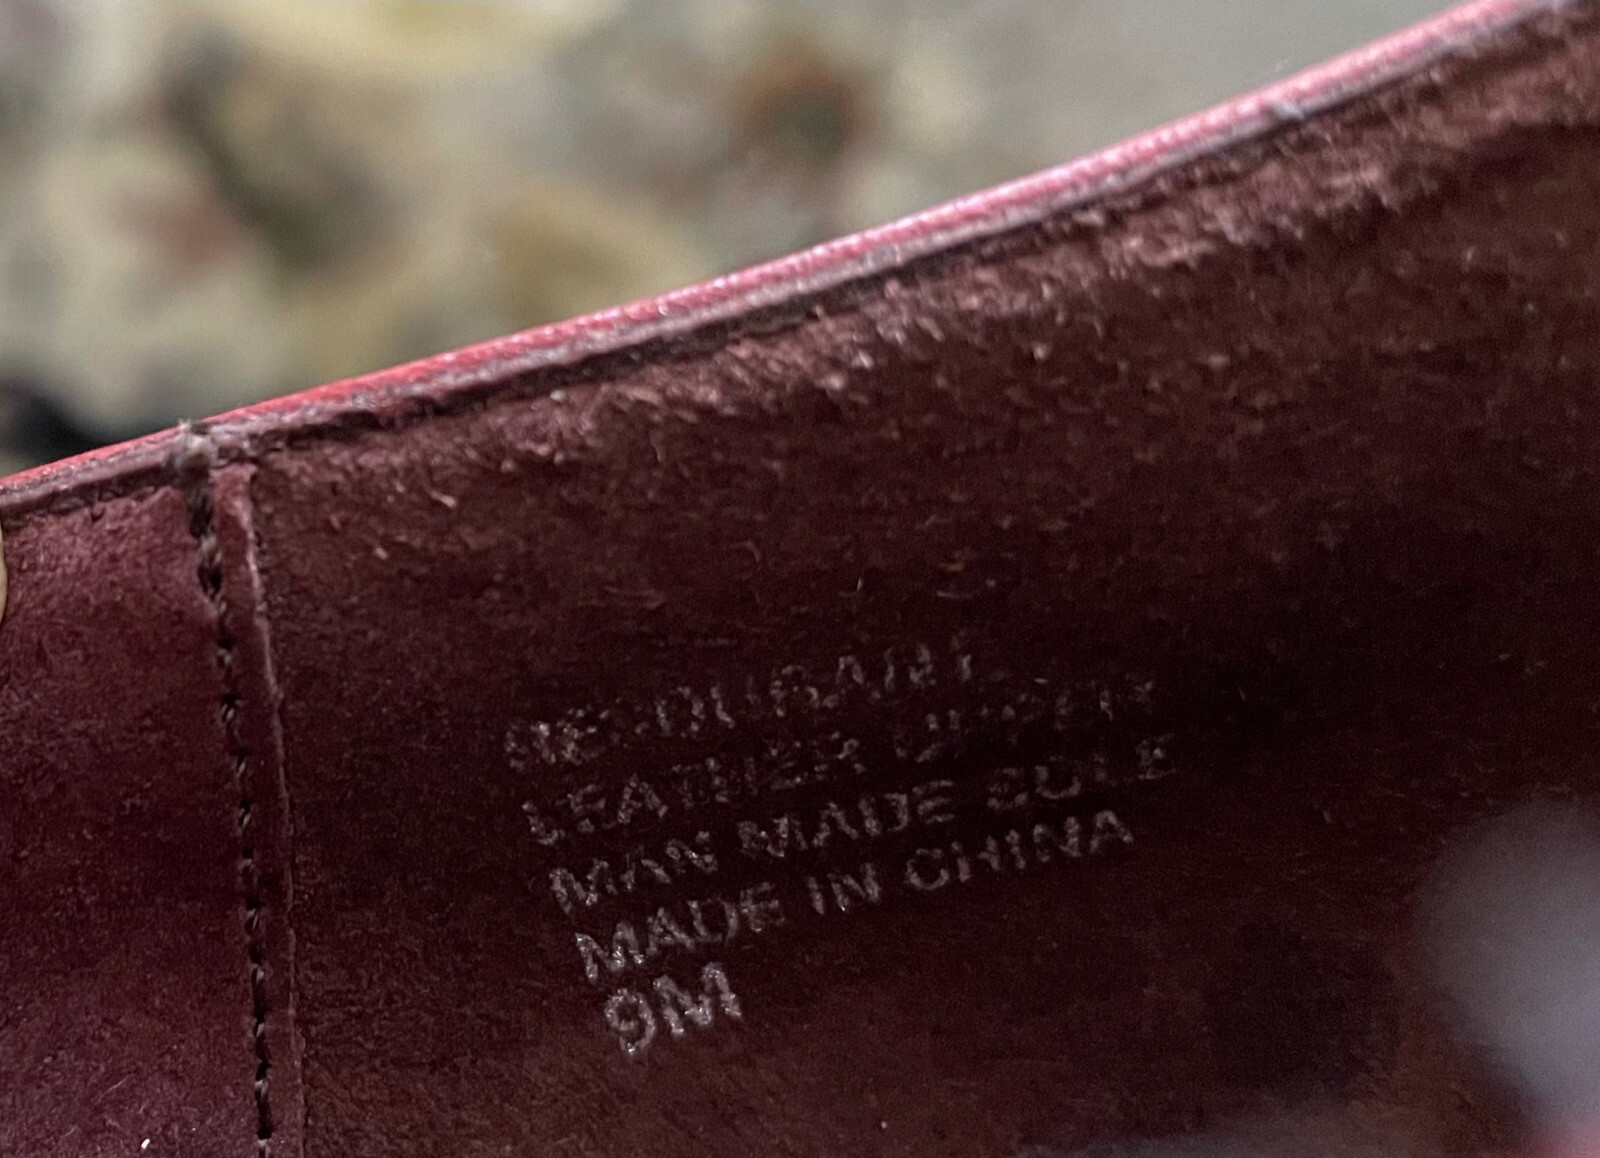 LEATHER UPPER
MAN MADE SOLE
MADE IN CHINA
9M